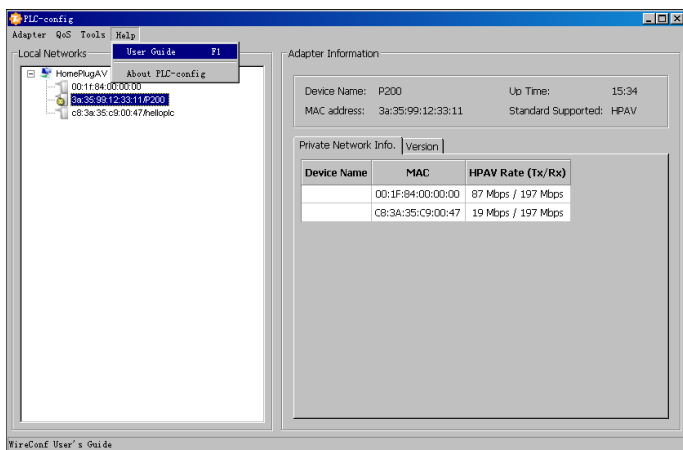 PLC-config
Adapter QoS Tools Help
User Guide F1
About PLC-config
Local Networks
HomePlugAV
00:1f:84:00:00:00
3a:35:99:12:33:11/P200
c8:3a:35:c9:00:47/helloplc
Adapter Information
Device Name: P200 Up Time: 15:34
MAC address: 3a:35:99:12:33:11 Standard Supported: HPAV
Private Network Info. Version
Device Name MAC HPAV Rate (Tx/Rx)
00:1F:84:00:00:00 87 Mbps / 197 Mbps
C8:3A:35:C9:00:47 19 Mbps / 197 Mbps
WireConf User's Guide